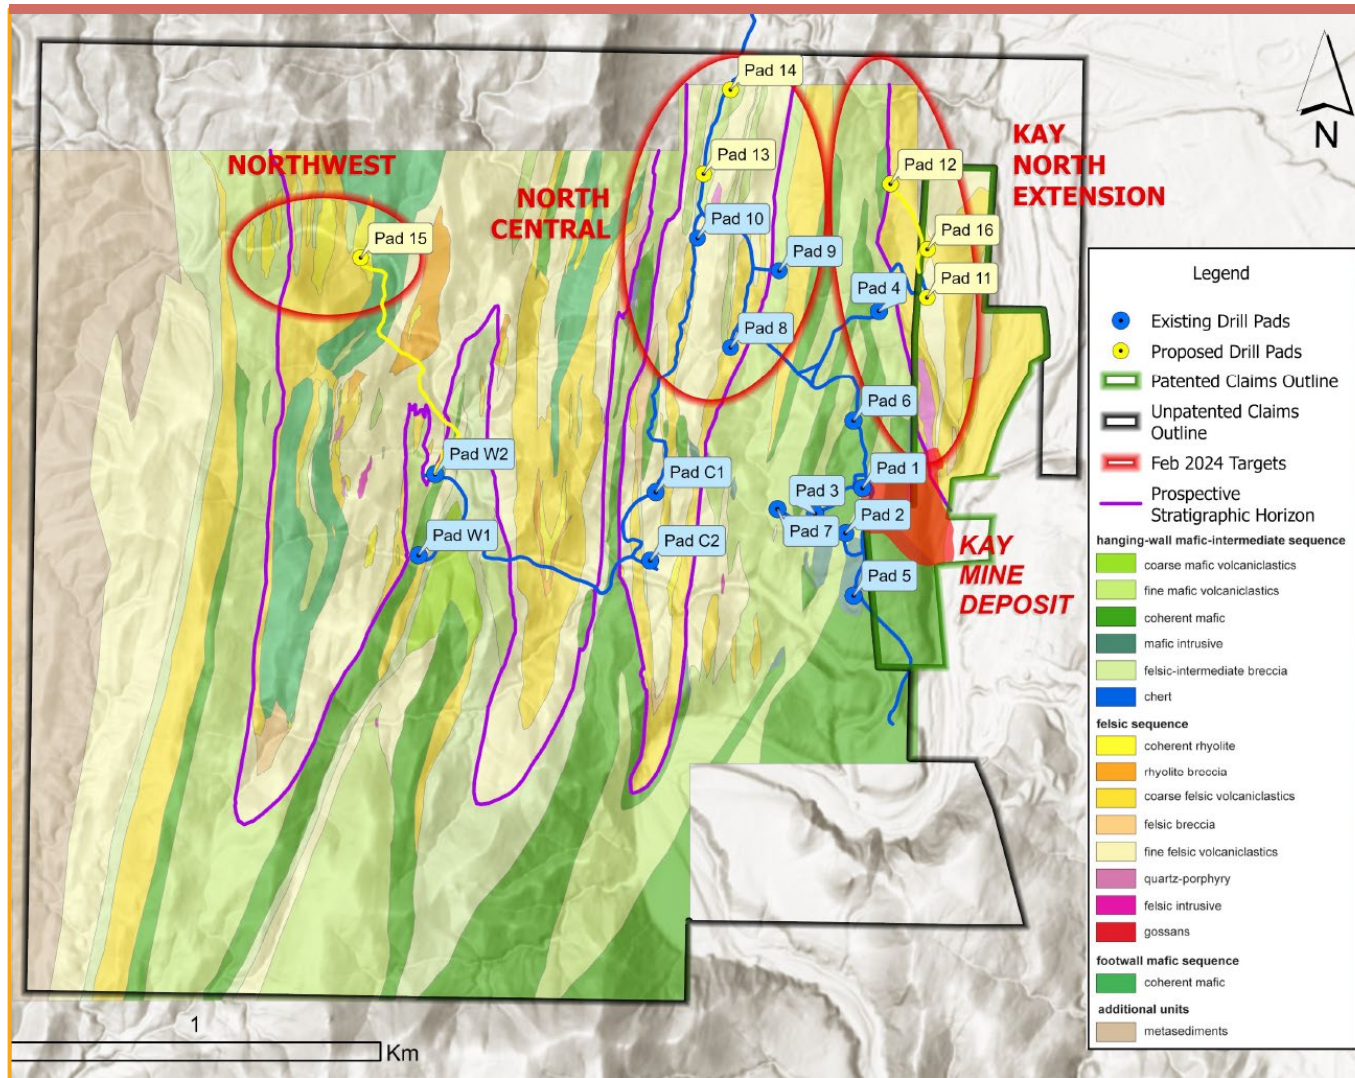 Pad 14
N
KAY
NORTH
EXTENSION
NORTHWEST
Pad 13
Pad 12
NORTH
CENTRAL
Pad 10
Pad 15
Pad 9
Pad 16
Pad 11
Pad 4
Pad 8
Pad 6
Pad W2
Pad C1
Pad 1
Pad 3
Pad 2
Pad 7
Pad W1
Pad C2
Pad 5
KAY
MINE
DEPOSIT
1
Km
Legend
Existing Drill Pads
Proposed Drill Pads
Patented Claims Outline
Unpatented Claims
Outline
Feb 2024 Targets
Prospective
Stratigraphic Horizon
hanging-wall mafic-intermediate sequence
coarse mafic volcaniclastics
fine mafic volcaniclastics
coherent mafic
mafic intrusive
felsic-intermediate breccia
chert
felsic sequence
coherent rhyolite
rhyolite breccia
coarse felsic volcaniclastics
felsic breccia
fine felsic volcaniclastics
quartz-porphyry
felsic intrusive
gossans
footwall mafic sequence
coherent mafic
additional units
metasediments